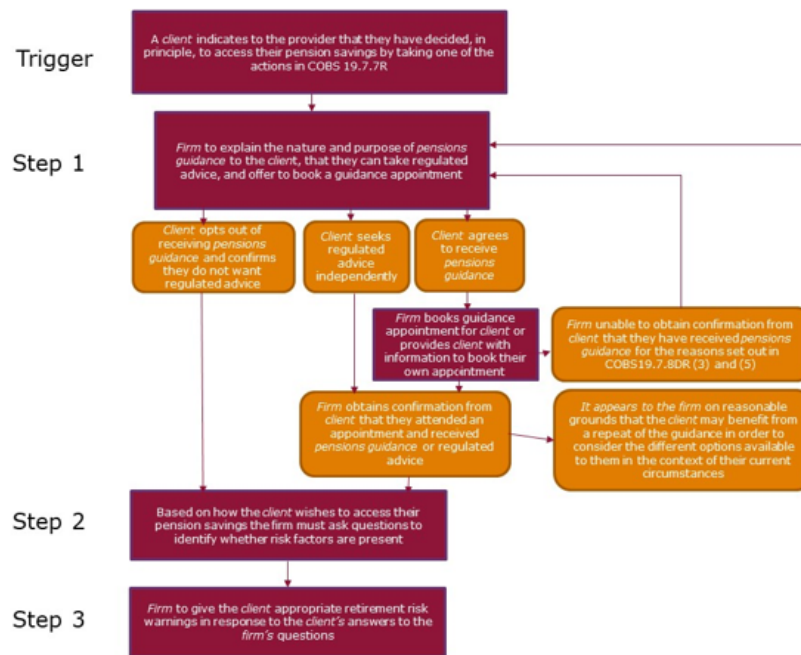 Trigger
A client indicates to the provider that they have decided, in
principle, to access their pension savings by taking one of the
actions in COBS 19.7.7R
Step 1
Firm to explain the nature and purpose of pensions
guidance to the client, that they can take regulated
advice, and offer to book a guidance appointment
Client opts out of
receiving pensions
guidance and confirms
they do not want
regulated advice
Client seeks
regulated
advice
independently
Client agrees
to receive
pensions
guidance
Firm books guidance
appointment for client or
provides client with
information to book their
own appointment
Firm unable to obtain confirmation from
client that they have received pensions
guidance for the reasons set out in
COBS19.7.8DR (3) and (5)
Firm obtains confirmation from
client that they attended an
appointment and received
pensions guidance or regulated
advice
It appears to the firm on reasonable
grounds that the client may benefit from
a repeat of the guidance in order to
consider the different options available
to them in the context of their current
circumstances
Step 2
Based on how the client wishes to access their
pension savings the firm must ask questions to
identify whether risk factors are present
Step 3
Firm to give the client appropriate retirement risk
warnings in response to the client's answers to the
firm's questions